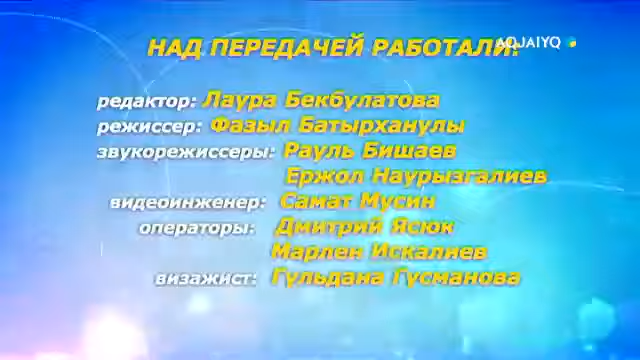 AQJAIYQ
НАД ПЕРЕДАЧЕЙ РАБОТАЛИ:
редактор: Лаура Бекбулатова
режиссер: Фазыл Батырханулы
звукорежиссеры: Рауль Бишаев
Ержол Наурызгалиев
видеоинженер: Самат Мусин
операторы: Дмитрий Ясюк
Марлен Искалиев
визажист: Гульдана Гусманова